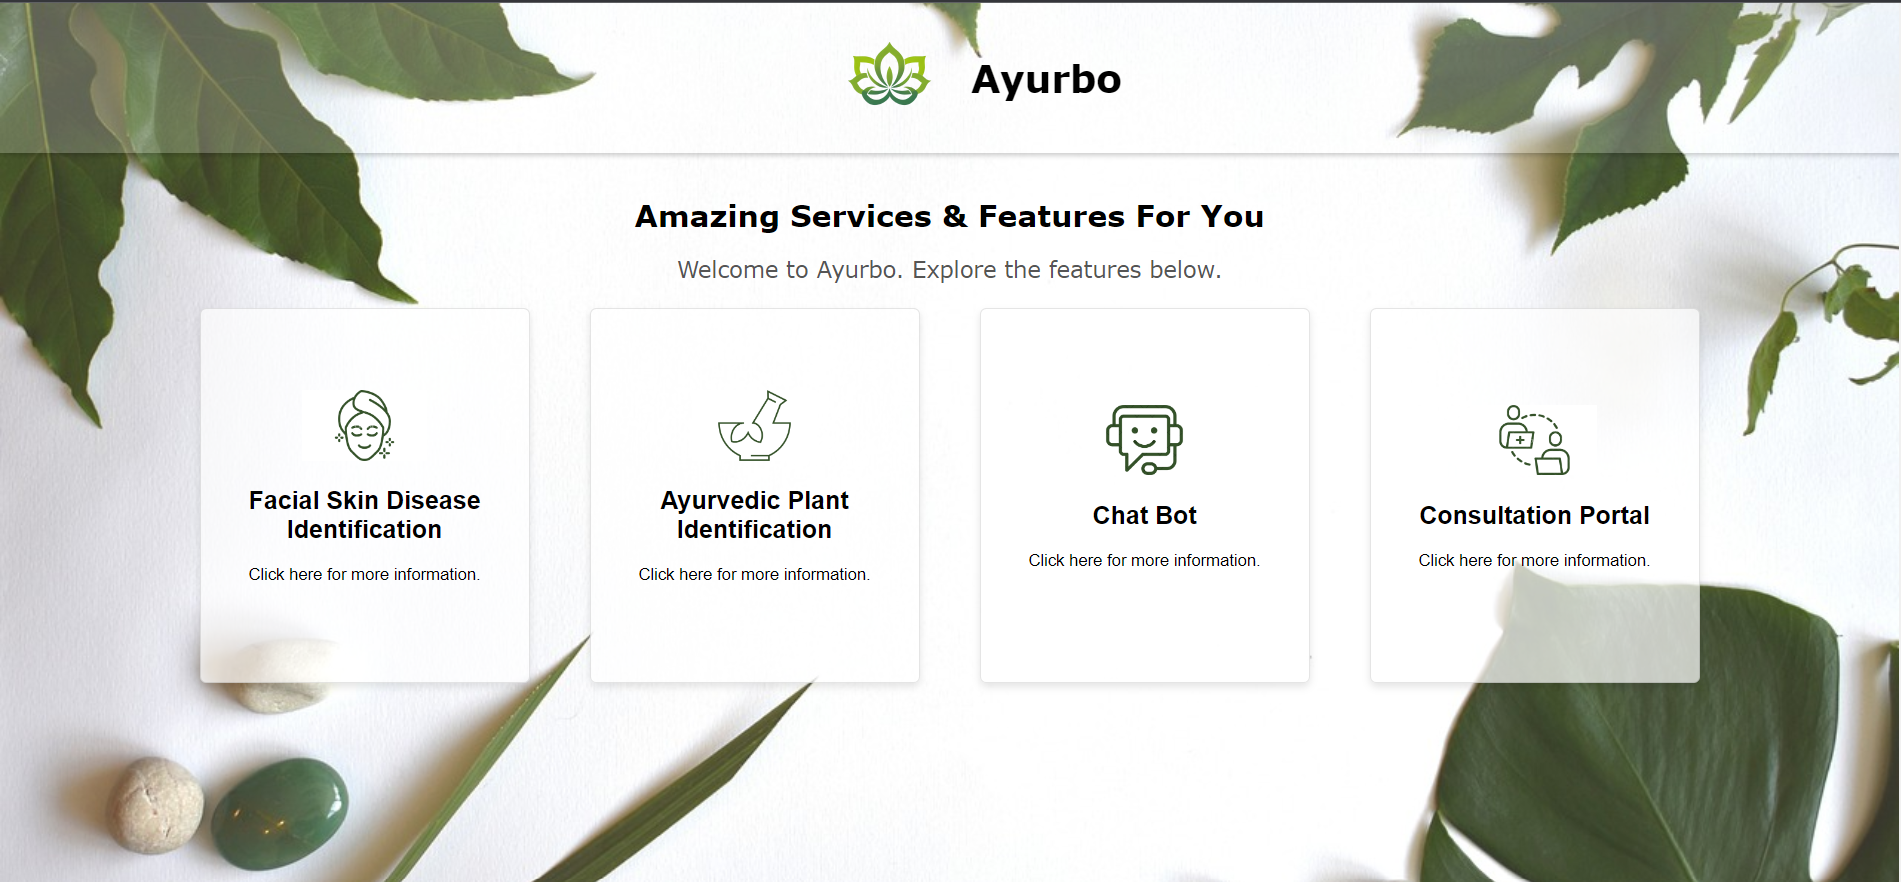 Ayurbo
Amazing Services & Features For You
Welcome to Ayurbo. Explore the features below.
Facial Skin Disease
Identification
Click here for more information.
Ayurvedic Plant
Identification
Click here for more information.
Chat Bot
Click here for more information.
Consultation Portal
Click here for more information.